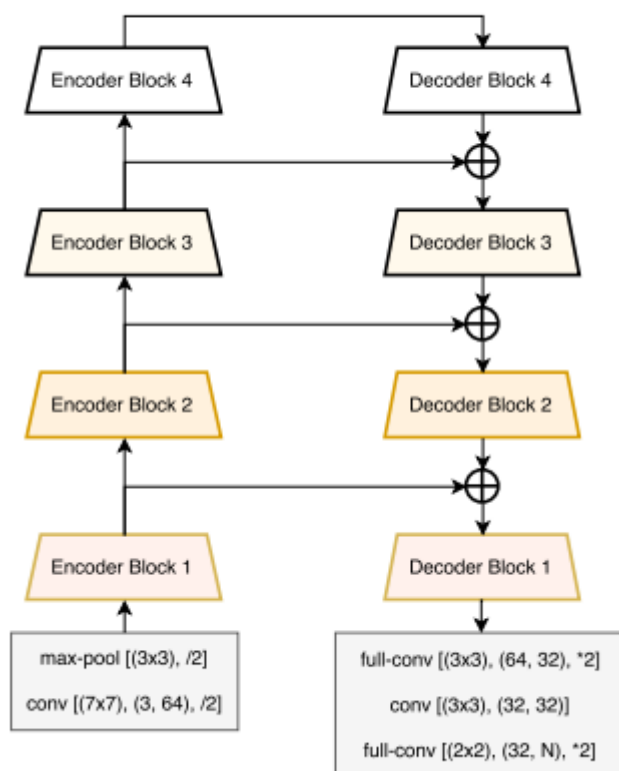 Encoder Block 4
Decoder Block 4
Encoder Block 3
Decoder Block 3
Encoder Block 2
Decoder Block 2
Encoder Block 1
Decoder Block 1
max-pool [(3x3), /2]
conv [(7x7), (3, 64), /2]
full-conv [(3x3), (64, 32), *2]
conv [(3x3), (32, 32)]
full-conv [(2x2), (32, N), *2]